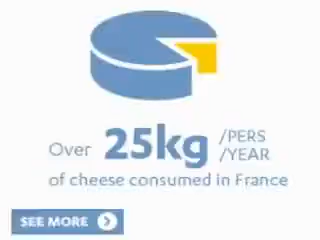 Over 25kg /PERS
/YEAR
of cheese consumed in France
SEE MORE